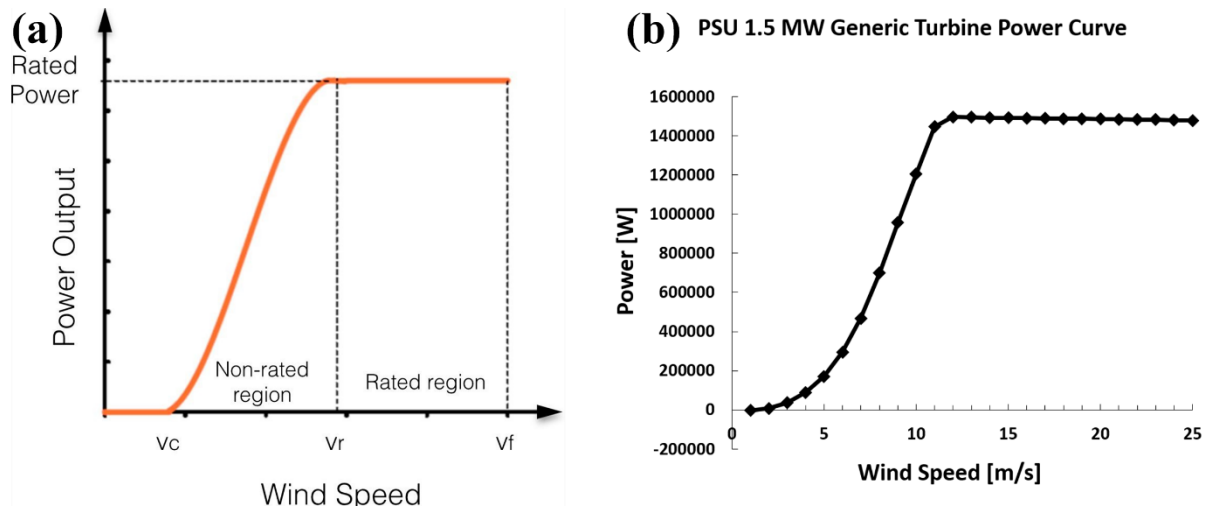 (a)
Rated
Power
Power Output
Non-rated
region
Rated region
Vc
Vr
Vf
Wind Speed
(b) PSU 1.5 MW Generic Turbine Power Curve
1600000
1400000
1200000
1000000
800000
600000
400000
200000
0
-200000
Power [W]
0
5
10
15
20
25
Wind Speed [m/s]